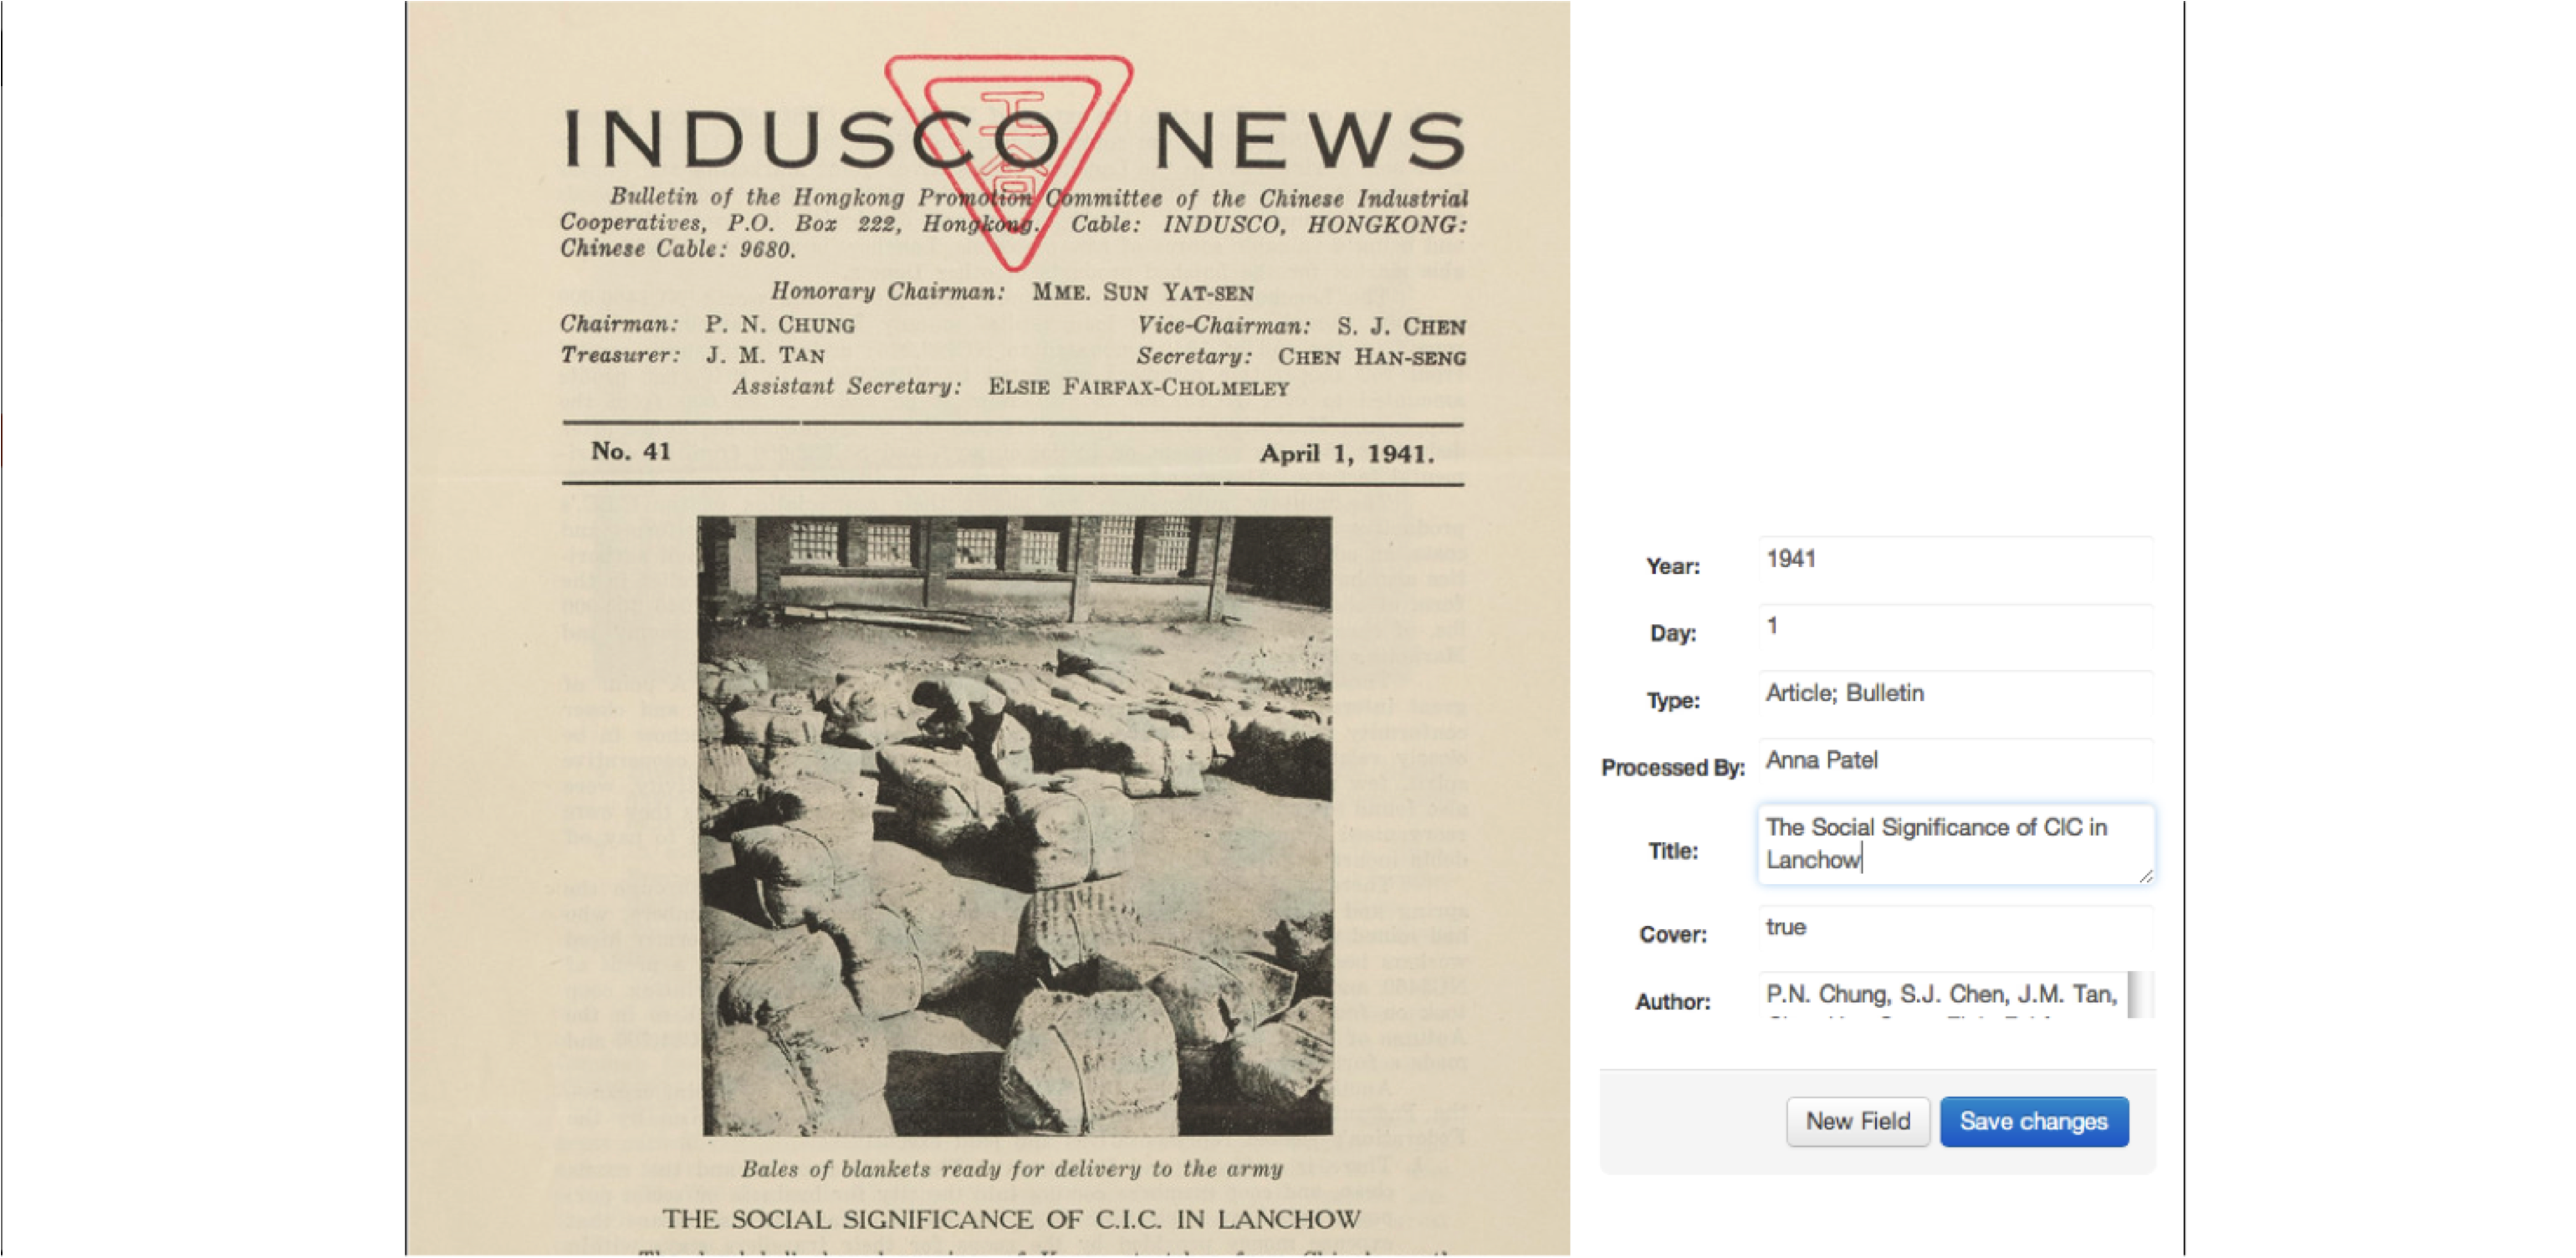 工合
INDUSCO NEWS
Bulletin of the Hongkong Promotion Committee of the Chinese Industrial
Cooperatives, P.O. Box 222, Hongkong. Cable: INDUSCO, HONGKONG:
Chinese Cable: 9680.
Honorary Chairman: MME. SUN YAT-SEN
Chairman: P. N. CHUNG Vice-Chairman: S. J. CHEN
Treasurer: J. M. TAN Secretary: CHEN HAN-SENG
Assistant Secretary: ELSIE FAIRFAX-CHOLMELEY
No. 41 April 1, 1941.
Bales of blankets ready for delivery to the army
THE SOCIAL SIGNIFICANCE OF C.I.C. IN LANCHOW
Year: 1941
Day: 1
Type: Article; Bulletin
Processed By: Anna Patel
Title: The Social Significance of CIC in
Lanchow
Cover: true
Author: P.N. Chung, S.J. Chen, J.M. Tan,
New Field Save changes